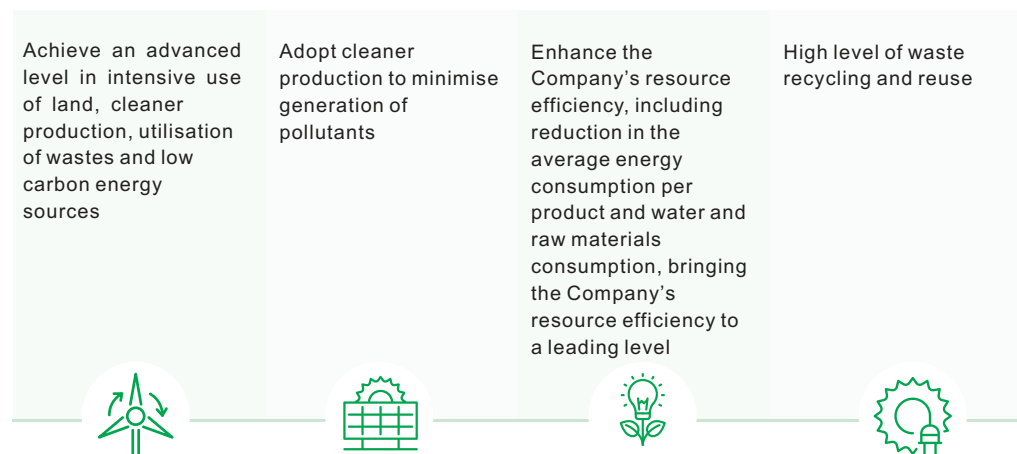 Achieve an advanced
level in intensive use
of land, cleaner
production, utilisation
of wastes and low
carbon energy
sources
Adopt cleaner
production to minimise
generation of
pollutants
Enhance the
Company’s resource
efficiency, including
reduction in the
average energy
consumption per
product and water and
raw materials
consumption, bringing
the Company’s
resource efficiency to
a leading level
High level of waste
recycling and reuse